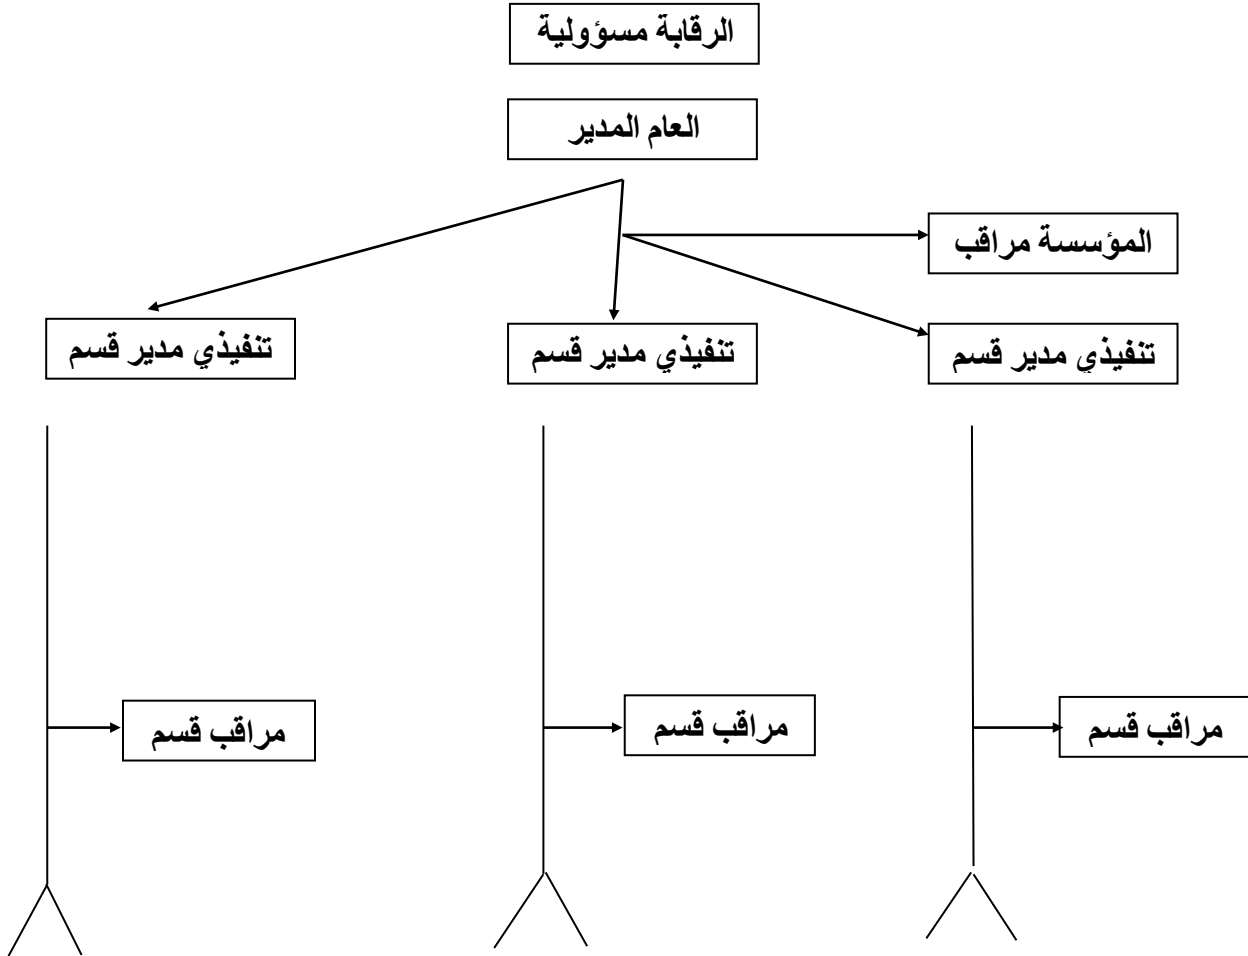 الرقابة مسؤولية
العام المدير
المؤسسة مراقب
تنفيذي مدير قسم
تنفيذي مدير قسم
تنفيذي مدير قسم
مراقب قسم
مراقب قسم
مراقب قسم